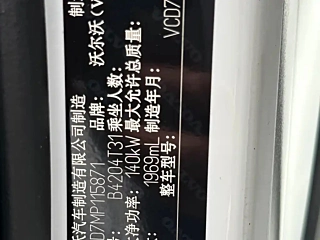 汽车制造有限公司制造 制
D7MP115871 品牌: 沃尔沃(V
号: B4204T31 乘坐人数:
净功率: 140kW 最大允许总质量:
1969mL 制造年月:
整车型号: VCD7